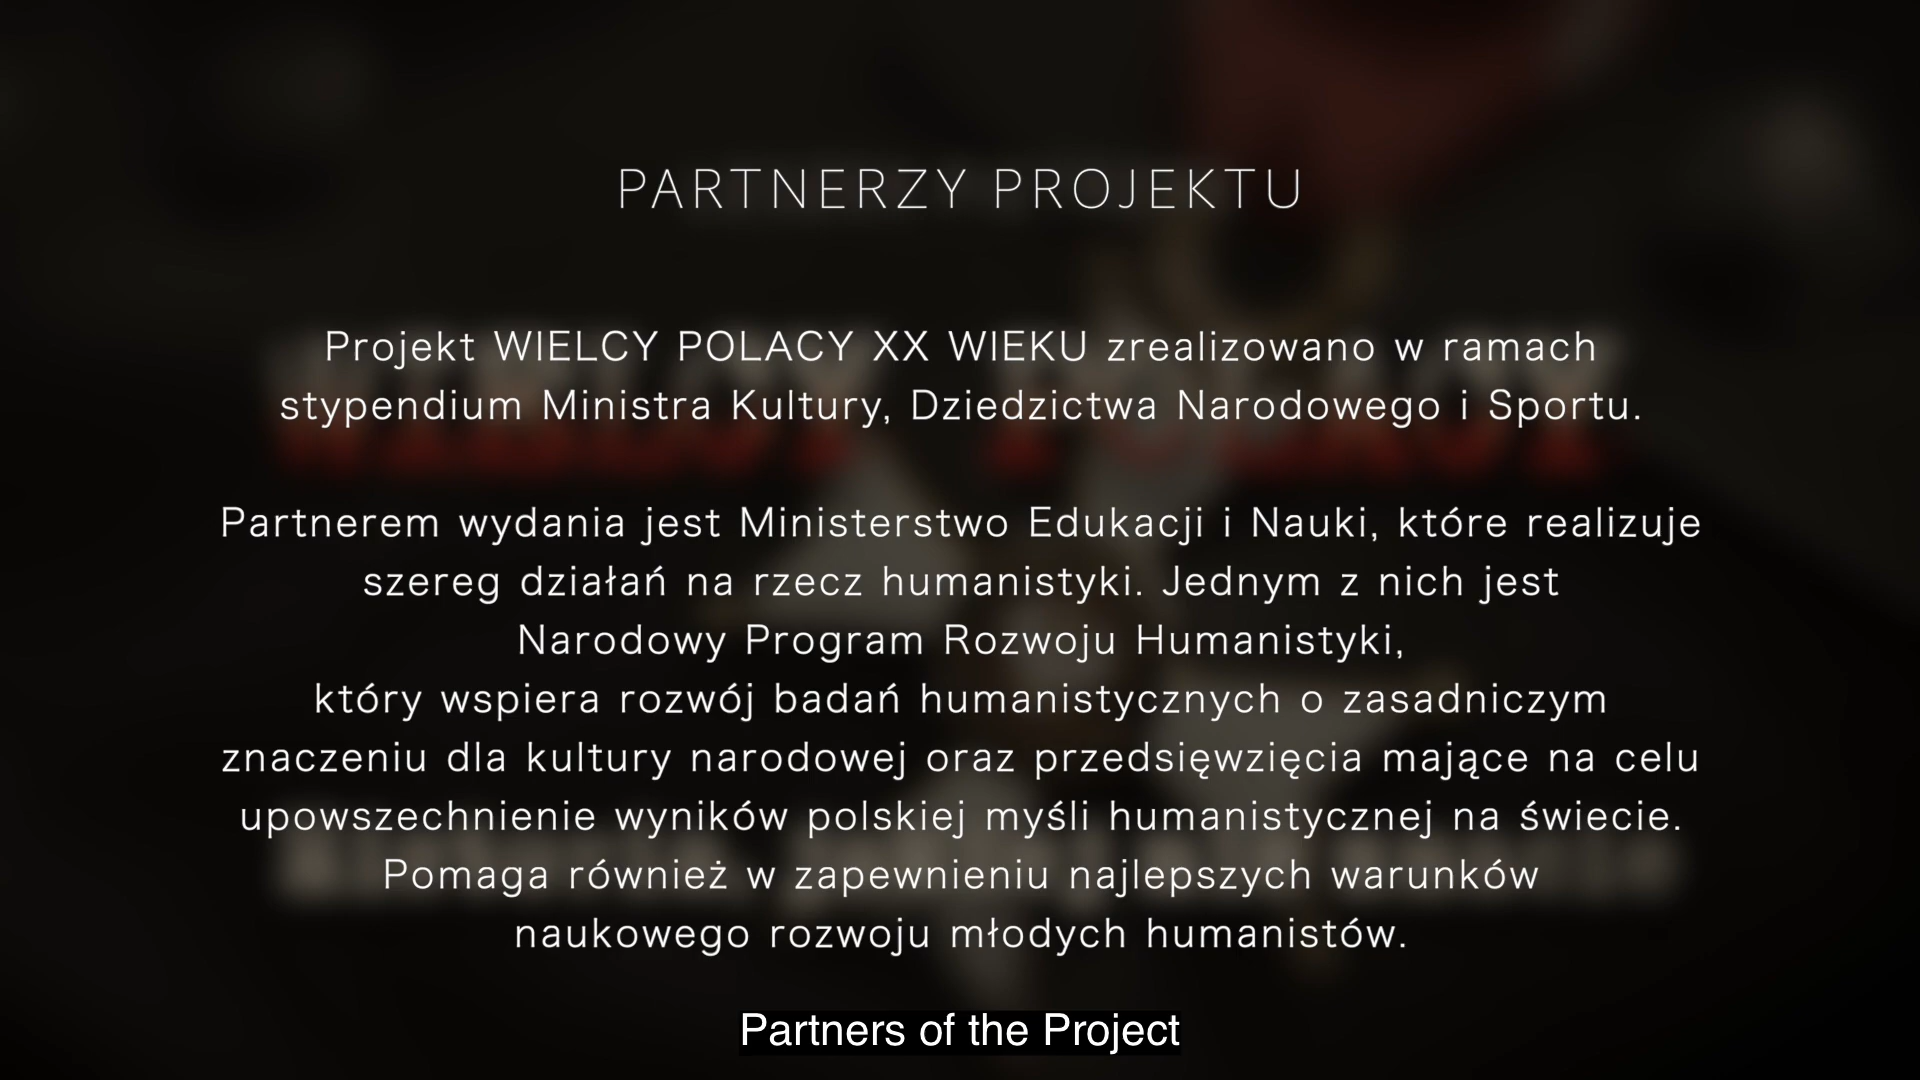 PARTNERZY PROJEKTU
Projekt WIELCY POLACY XX WIEKU zrealizowano w ramach
stypendium Ministra Kultury, Dziedzictwa Narodowego i Sportu.
Partnerem wydania jest Ministerstwo Edukacji i Nauki, które realizuje
szereg działań na rzecz humanistyki. Jednym z nich jest
Narodowy Program Rozwoju Humanistyki,
który wspiera rozwój badań humanistycznych o zasadniczym
znaczeniu dla kultury narodowej oraz przedsięwzięcia mające na celu
upowszechnienie wyników polskiej myśli humanistycznej na świecie.
Pomaga również w zapewnieniu najlepszych warunków
naukowego rozwoju młodych humanistów.
Partners of the Project